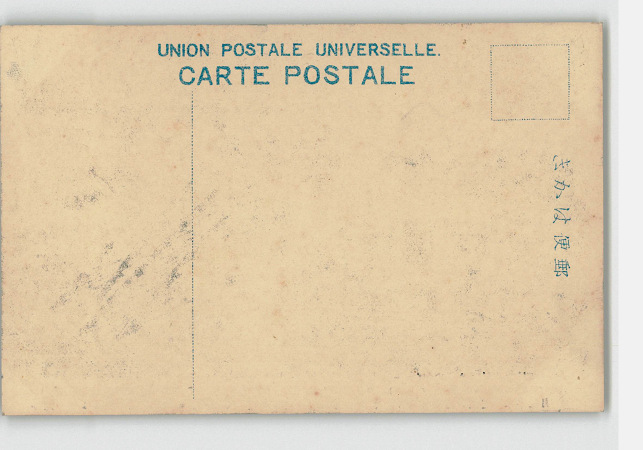 UNION POSTALE UNIVERSELLE.
CARTE POSTALE
きかは便郵